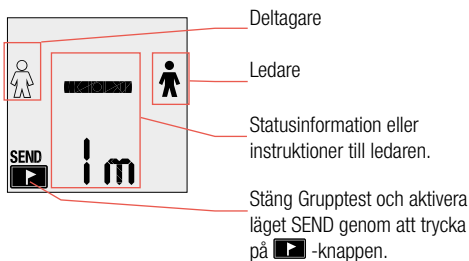 Deltagare
Ledare
Statusinformation eller
instruktioner till ledaren.
SEND
1m
Stäng Grupptest och aktivera
läget SEND genom att trycka
på -knappen.